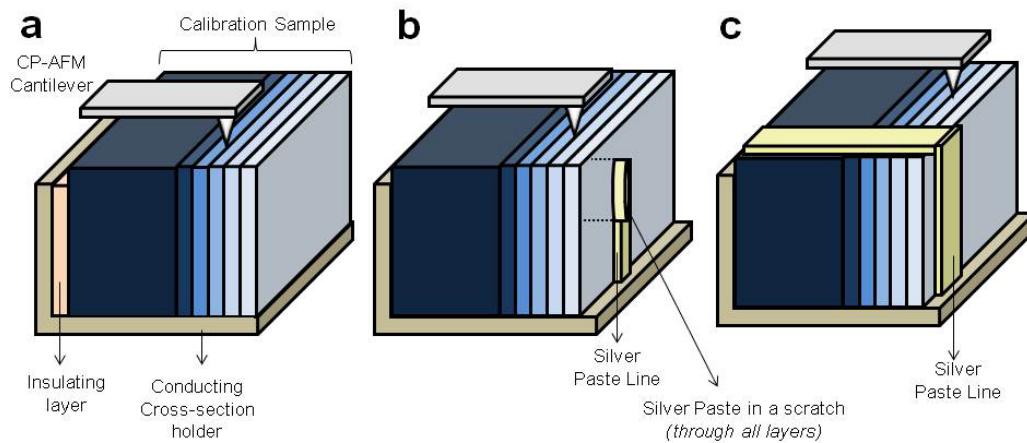 a
Calibration Sample
CP-AFM
Cantilever
Insulating
layer
Conducting
Cross-section
holder
b
Silver
Paste Line
Silver Paste in a scratch
(through all layers)
c
Silver
Paste Line